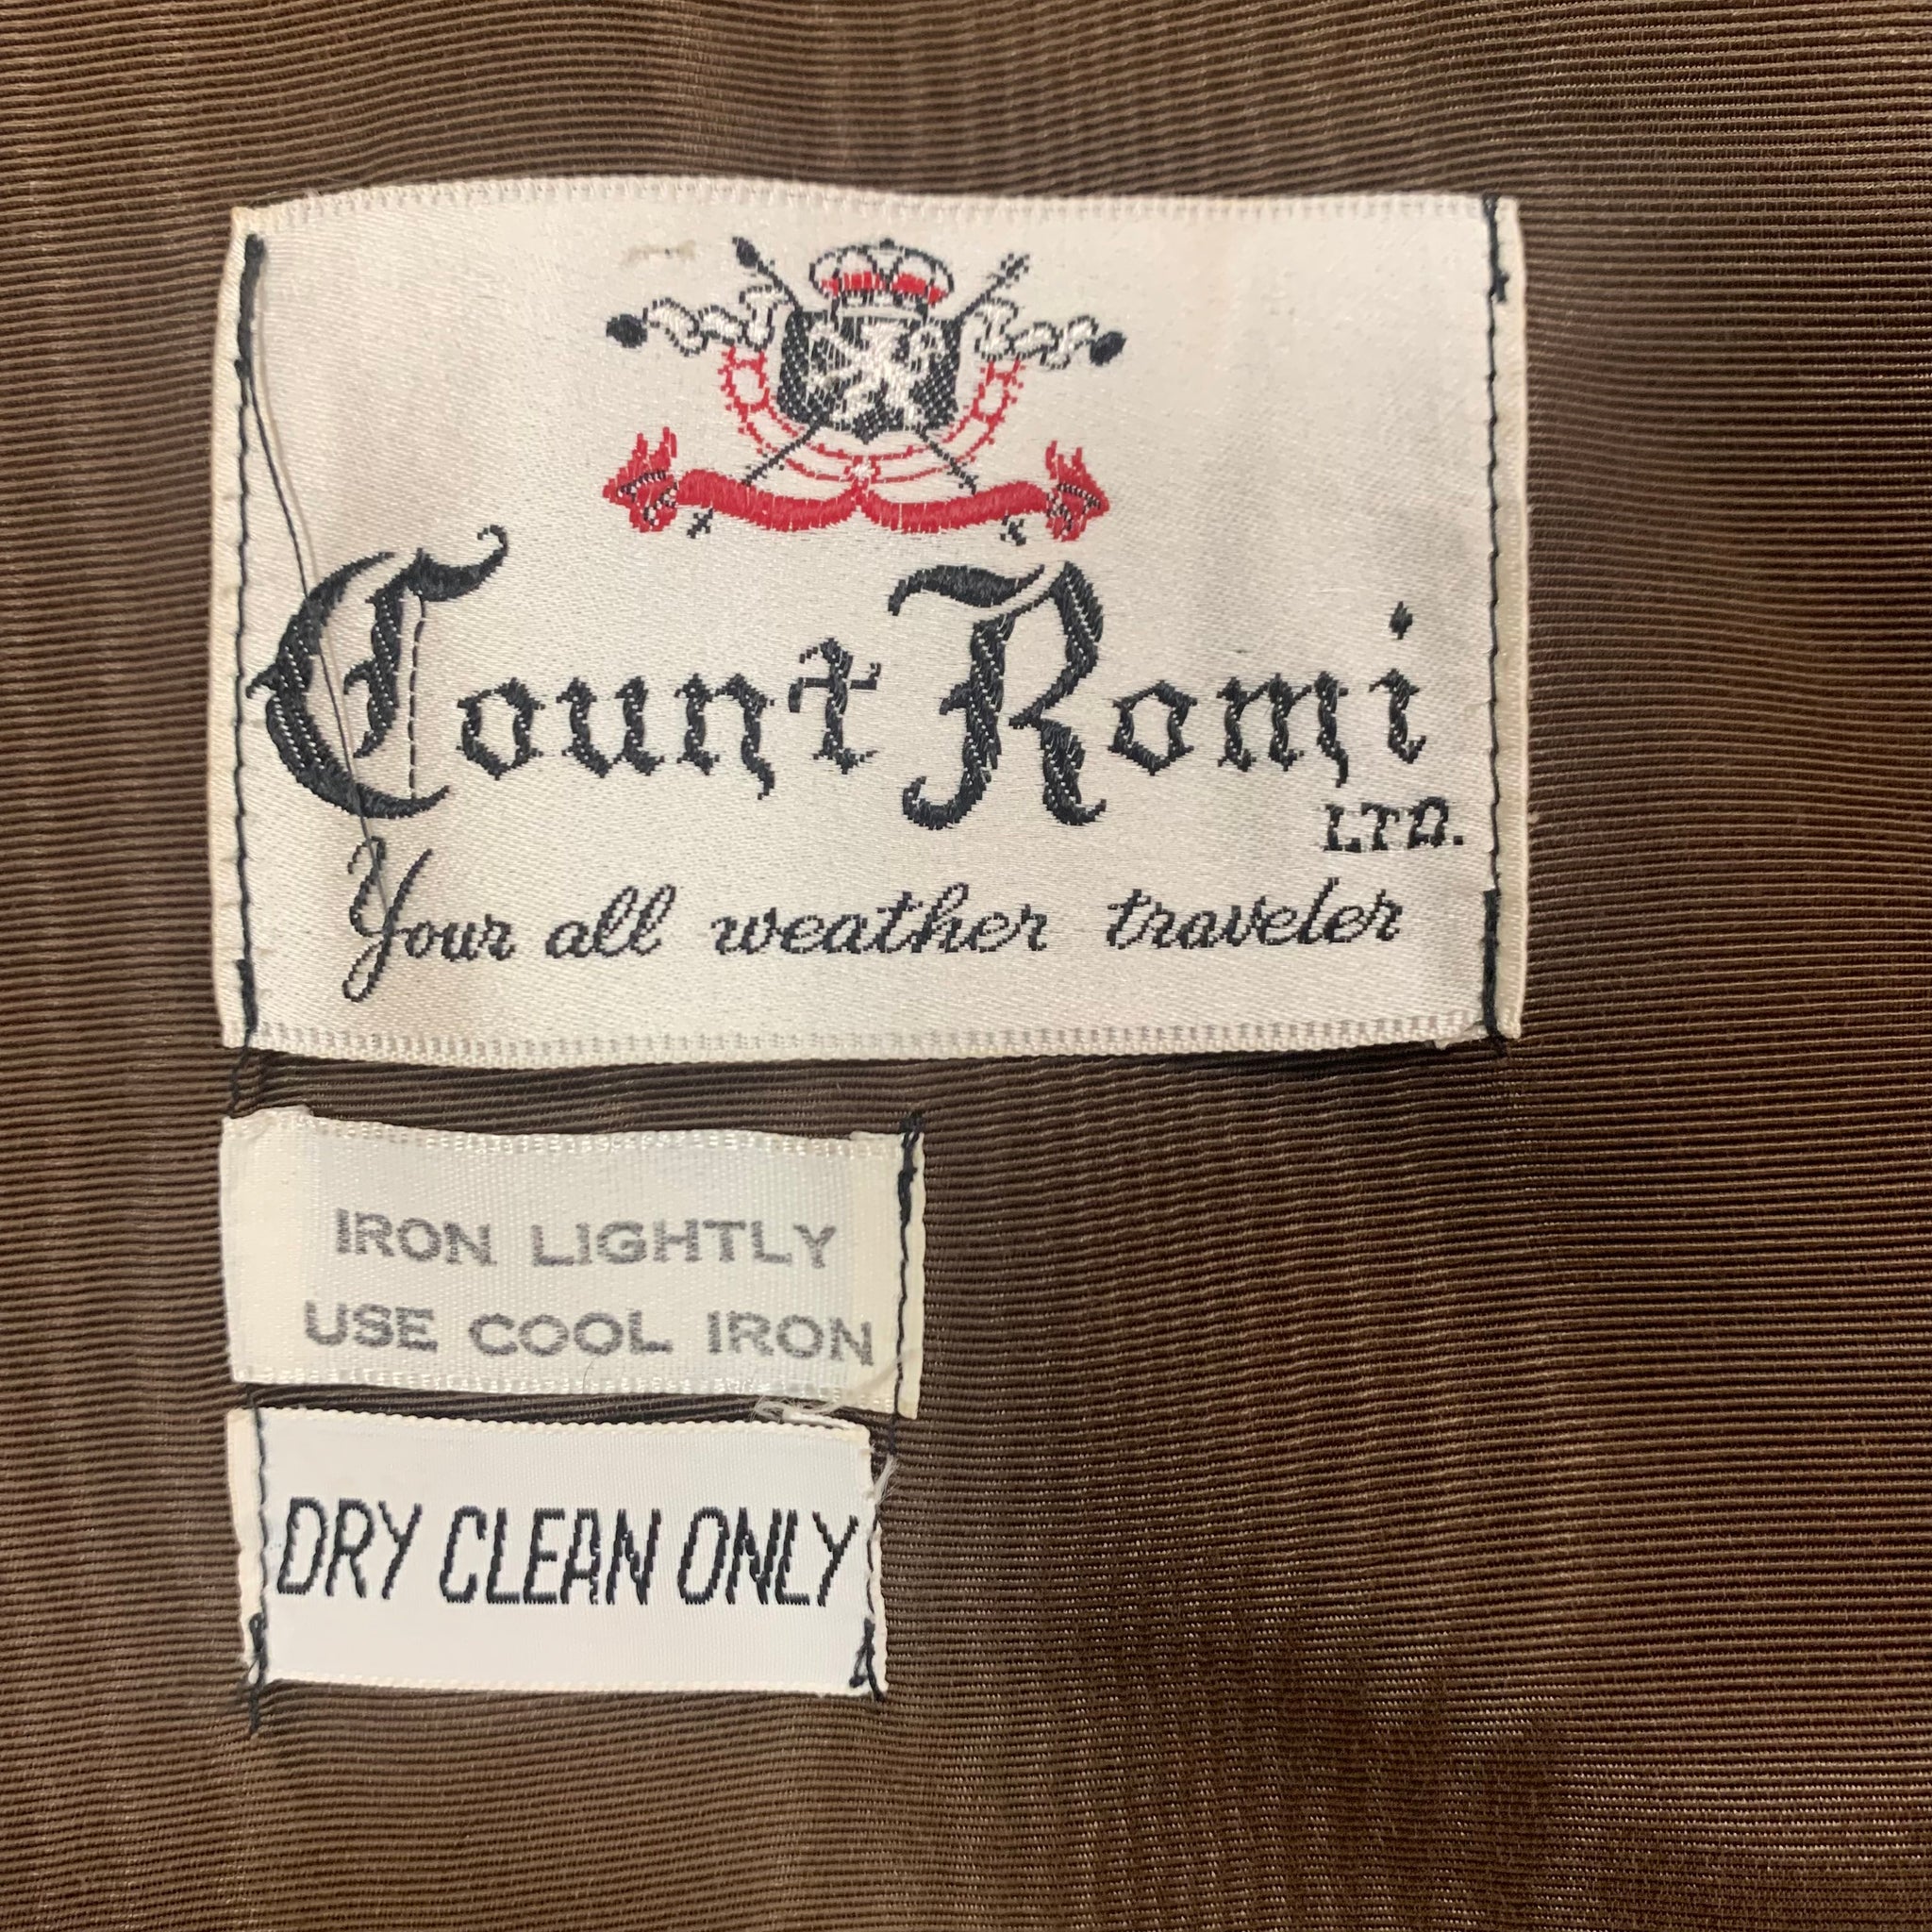 Count Romi
LTD.
Your all weather traveler
IRON LIGHTLY
USE COOL IRON
DRY CLEAN ONLY